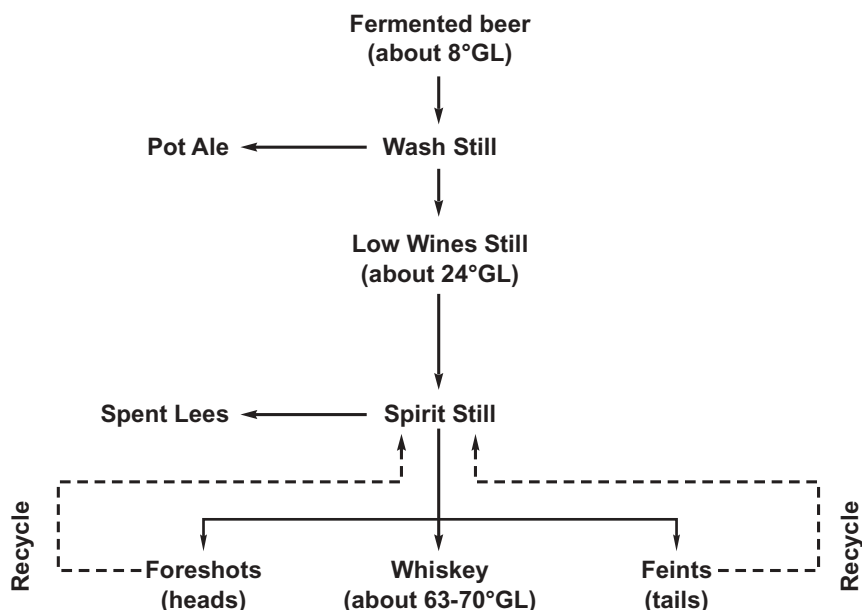 Fermented beer
(about 8°GL)
Pot Ale
Wash Still
Low Wines Still
(about 24°GL)
Spent Lees
Spirit Still
Recycle
Recycle
Foreshots
(heads)
Whiskey
(about 63-70°GL)
Feints
(tails)